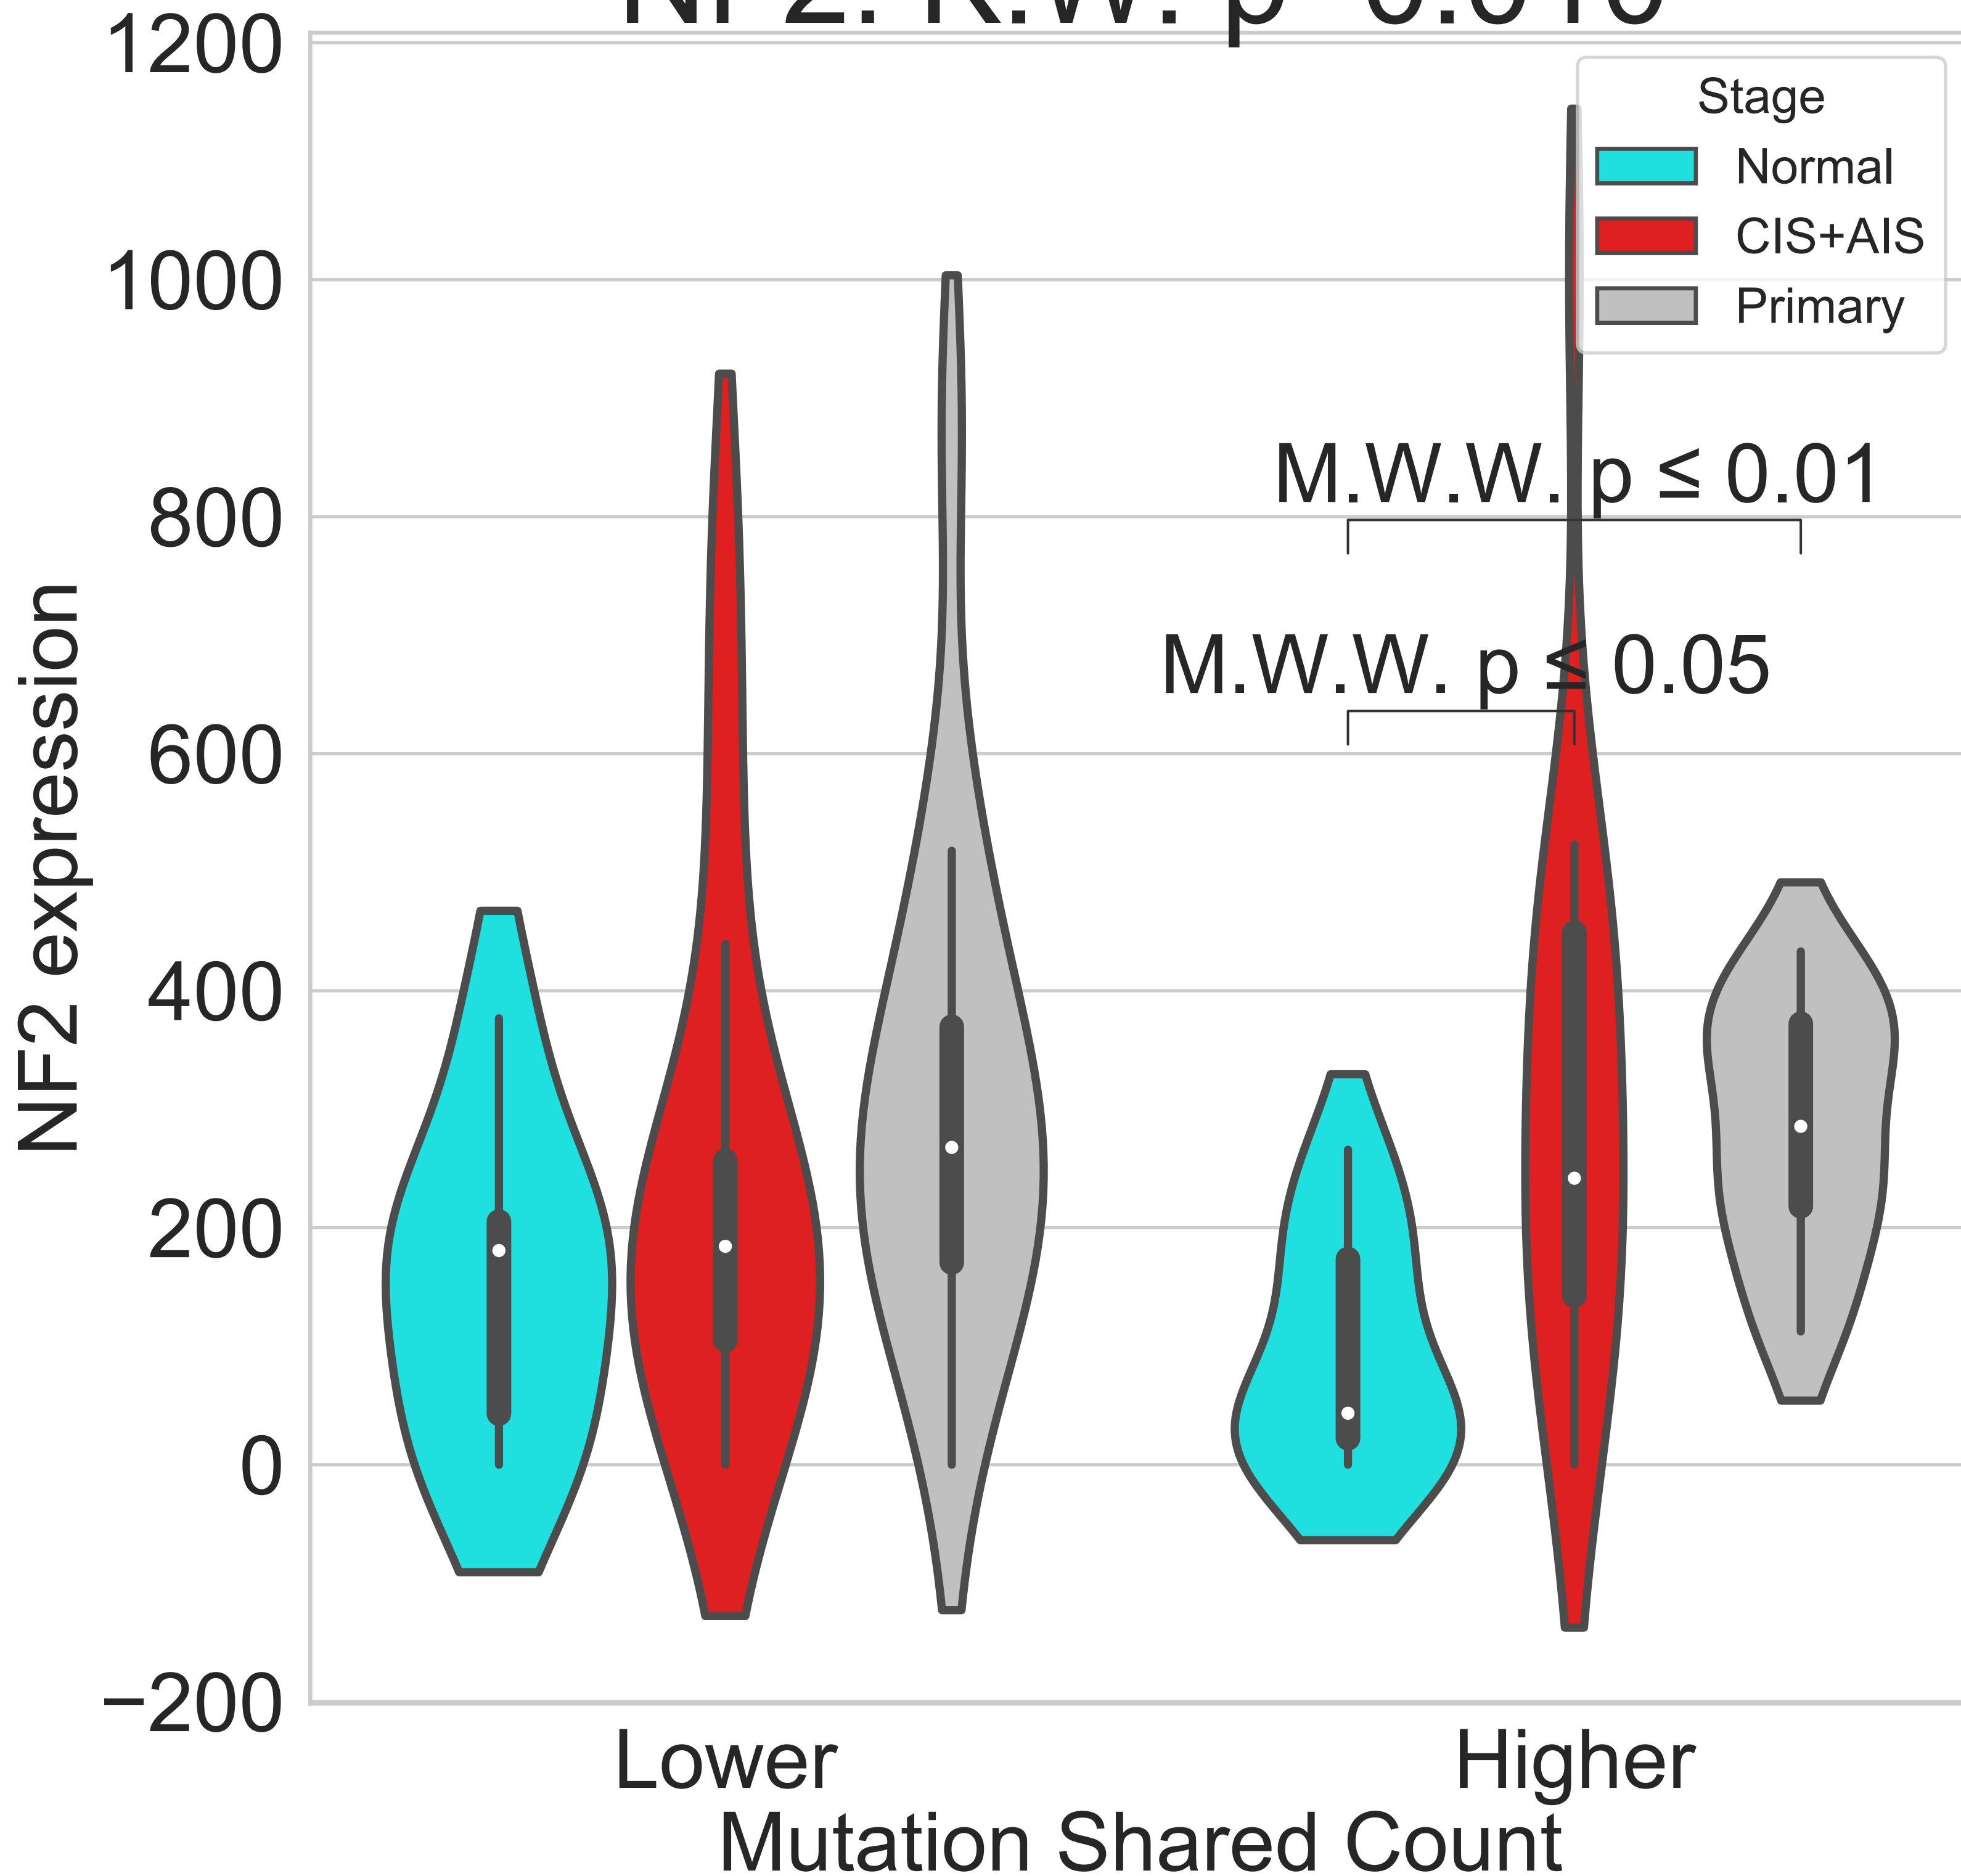 NF2: K.W. p
1200
1000
800
600
400
200
0
−200
NF2 expression
Stage
Normal
CIS+AIS
Primary
M.W.W. p ≤ 0.01
M.W.W. p ≤ 0.05
Lower
Higher
Mutation Shared Count